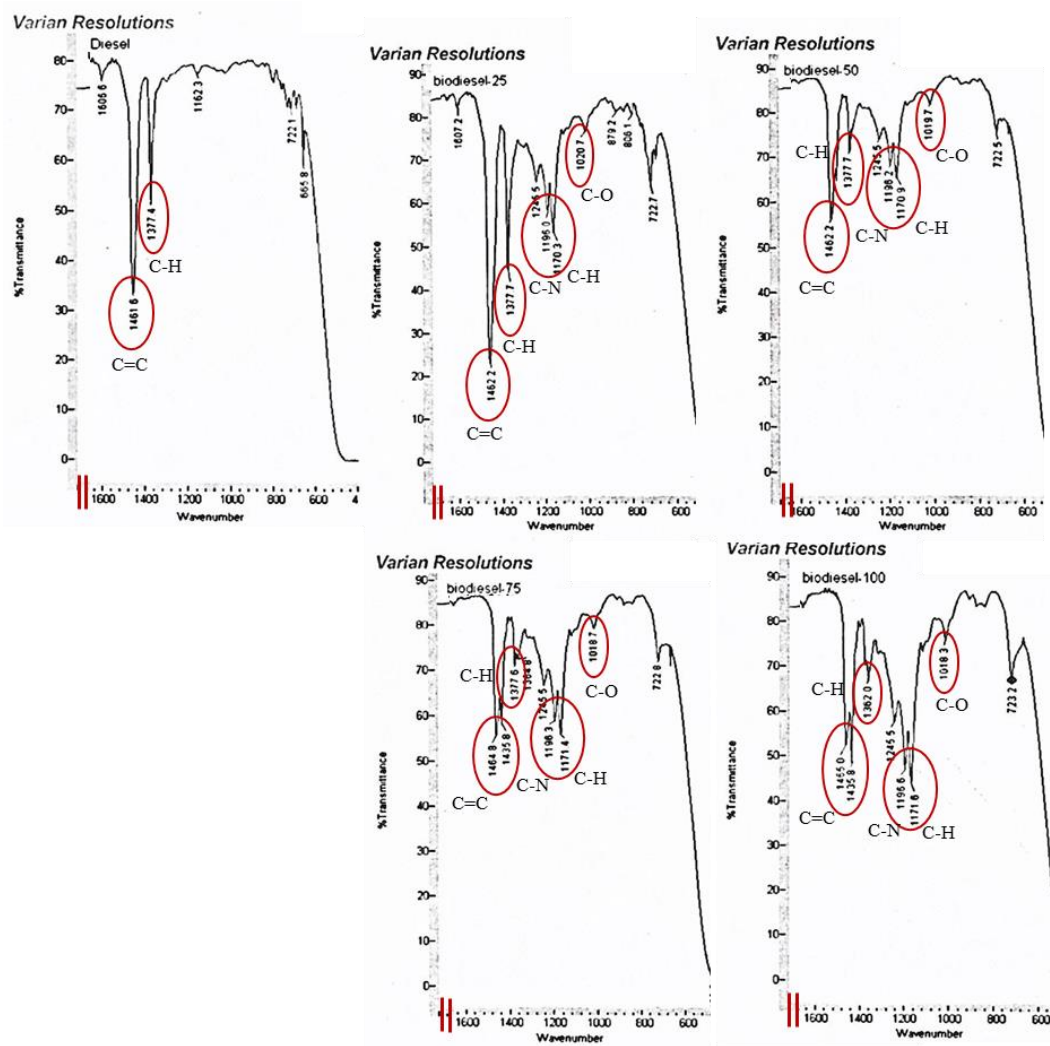 Varian Resolutions
Diesel
80-
70-
60-
50-
40-
30-
20-
10-
0-
%Transmittance
1605.6
1461.6
1377.4
1162.3
722.1
665.8
C-H
C=C
1600
1400
1200
1000
800
600
4
Wavenumber
Varian Resolutions
biodiesel-25
90-
80-
70-
60-
50-
40-
30-
20-
10-
0-
%Transmittance
1607.2
1462.2
1377.7
1245.5
1196.0
1170.3
1020.7
879.2
806.1
722.7
C-O
C-N
C-H
C-H
C=C
1600
1400
1200
1000
800
600
Wavenumber
Varian Resolutions
biodiesel-50
90-
80-
70-
60-
50-
40-
30-
20-
10-
0-
%Transmittance
1462.2
1377.7
1245.5
1196.2
1170.9
1019.7
722.5
C-H
C-O
C-N
C-H
C=C
1600
1400
1200
1000
800
600
Wavenumber
Varian Resolutions
biodiesel-75
90-
80-
70-
60-
50-
40-
30-
20-
10-
0-
%Transmittance
1464.8
1435.8
1377.6
1364.8
1245.5
1196.3
1171.4
1018.7
722.8
C-H
C-O
C-N
C-H
C=C
1600
1400
1200
1000
800
600
Wavenumber
Varian Resolutions
biodiesel-100
90-
80-
70-
60-
50-
40-
30-
20-
10-
0-
%Transmittance
1465.0
1435.8
1362.0
1245.5
1196.6
1171.6
1018.3
723.2
C-H
C-O
C-N
C-H
C=C
1600
1400
1200
1000
800
600
Wavenumber